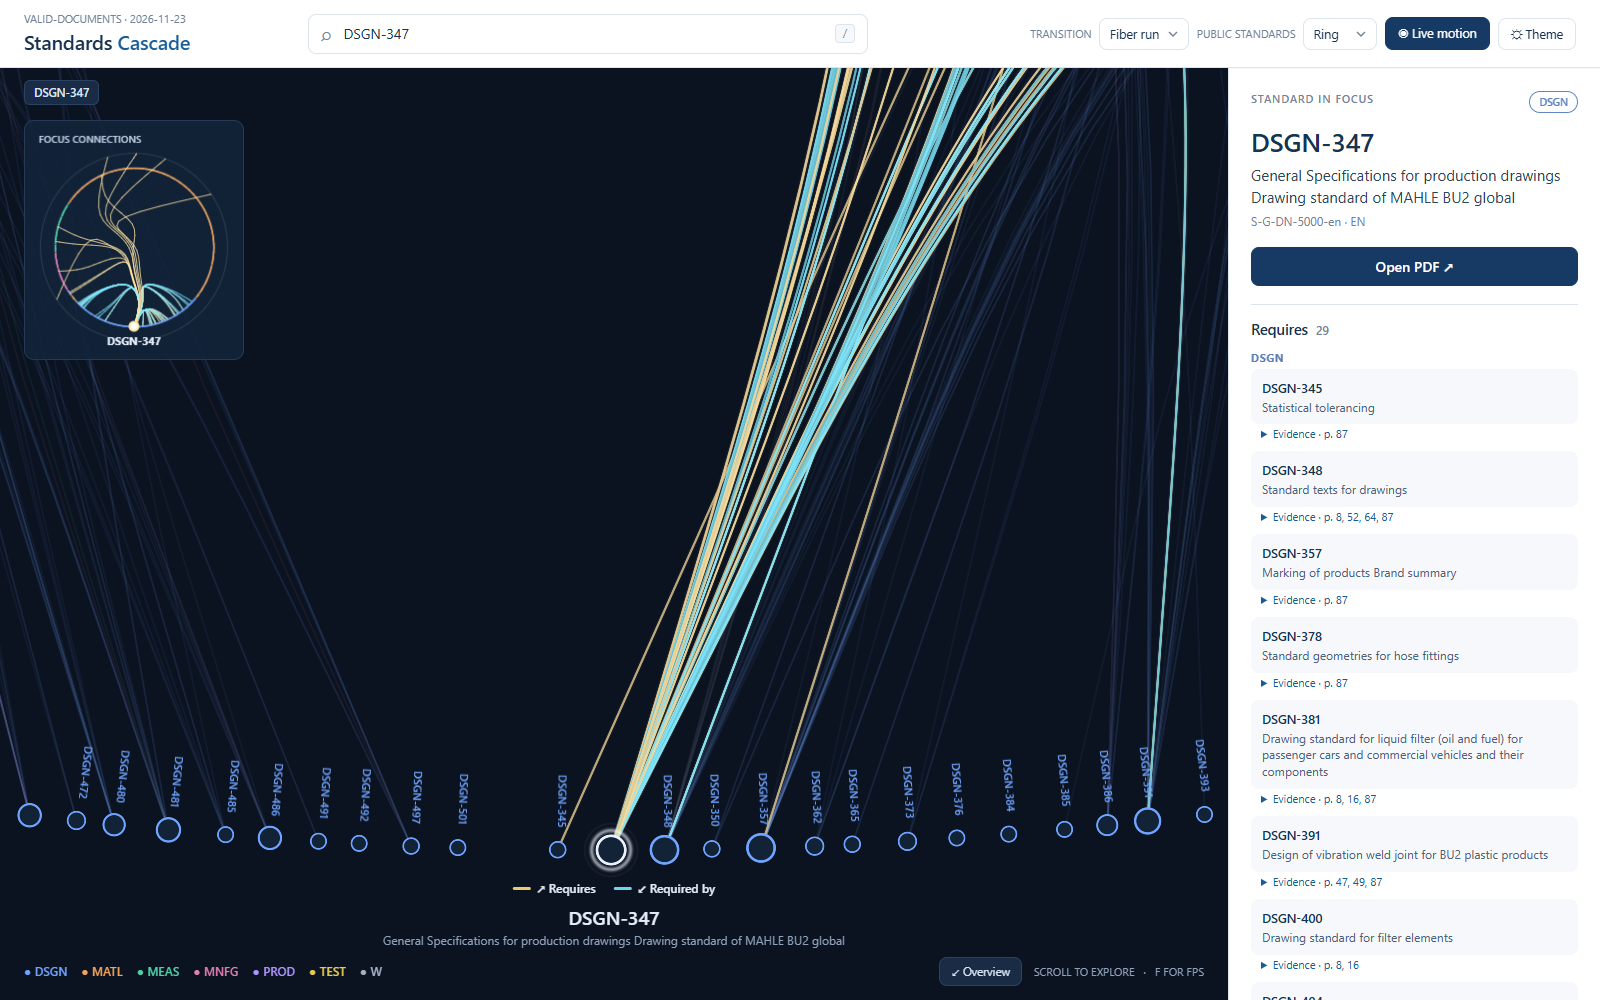 VALID-DOCUMENTS · 2026-11-23
Standards Cascade
DSGN-347
/
TRANSITION
Fiber run
PUBLIC STANDARDS
Ring
Live motion
Theme
DSGN-347
FOCUS CONNECTIONS
DSGN-347
DSGN-472
DSGN-480
DSGN-481
DSGN-485
DSGN-486
DSGN-491
DSGN-492
DSGN-497
DSGN-501
DSGN-345
DSGN-348
DSGN-350
DSGN-357
DSGN-362
DSGN-365
DSGN-373
DSGN-376
DSGN-384
DSGN-385
DSGN-386
DSGN-393
↗ Requires
↙ Required by
DSGN-347
General Specifications for production drawings Drawing standard of MAHLE BU2 global
DSGN
MATL
MEAS
MNFG
PROD
TEST
W
↙ Overview
SCROLL TO EXPLORE · F FOR FPS
STANDARD IN FOCUS
DSGN
DSGN-347
General Specifications for production drawings
Drawing standard of MAHLE BU2 global
S-G-DN-5000-en · EN
Open PDF ↗
Requires 29
DSGN
DSGN-345
Statistical tolerancing
Evidence · p. 87
DSGN-348
Standard texts for drawings
Evidence · p. 8, 52, 64, 87
DSGN-357
Marking of products Brand summary
Evidence · p. 87
DSGN-378
Standard geometries for hose fittings
Evidence · p. 87
DSGN-381
Drawing standard for liquid filter (oil and fuel) for
passenger cars and commercial vehicles and their
components
Evidence · p. 8, 16, 87
DSGN-391
Design of vibration weld joint for BU2 plastic products
Evidence · p. 47, 49, 87
DSGN-400
Drawing standard for filter elements
Evidence · p. 8, 16